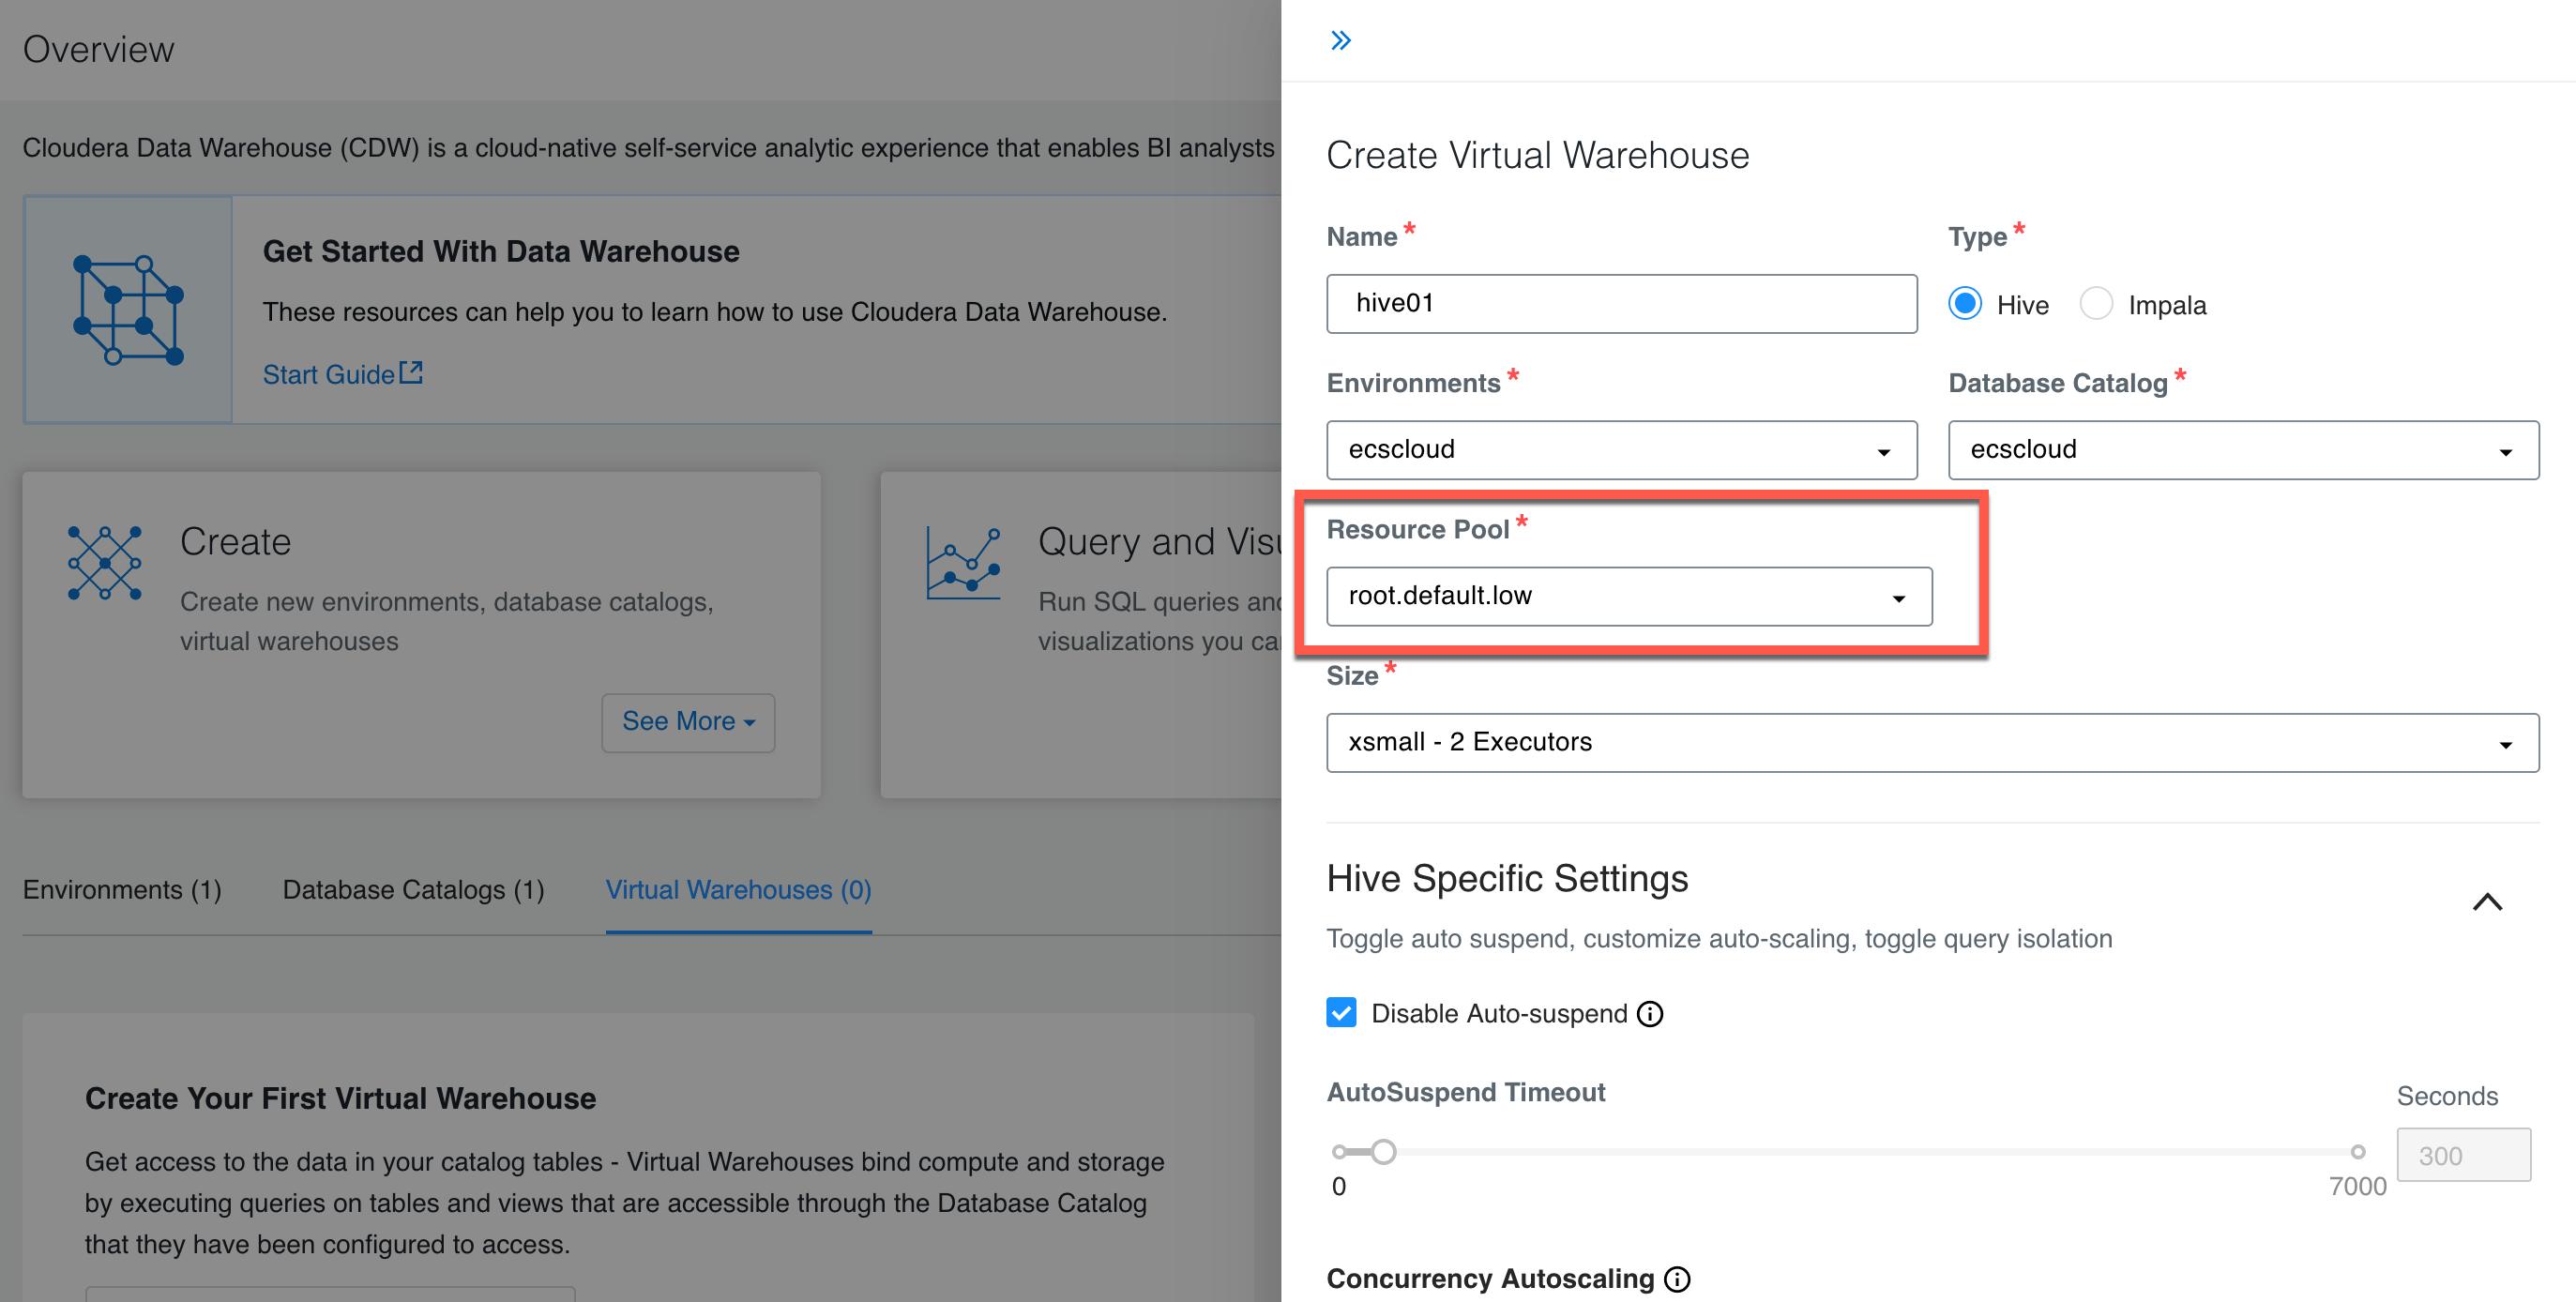 Overview
Cloudera Data Warehouse (CDW) is a cloud-native self-service analytic experience that enables BI analysts
Get Started With Data Warehouse
These resources can help you to learn how to use Cloudera Data Warehouse.
Start Guide
Create
Create new environments, database catalogs,
virtual warehouses
See More
Query and Visu
Run SQL queries and
visualizations you ca
Environments (1)
Database Catalogs (1)
Virtual Warehouses (0)
Create Your First Virtual Warehouse
Get access to the data in your catalog tables - Virtual Warehouses bind compute and storage
by executing queries on tables and views that are accessible through the Database Catalog
that they have been configured to access.
Create Virtual Warehouse
Name *
Type *
hive01
Hive
Impala
Environments *
Database Catalog *
ecscloud
ecscloud
Resource Pool *
root.default.low
Size *
xsmall - 2 Executors
Hive Specific Settings
Toggle auto suspend, customize auto-scaling, toggle query isolation
Disable Auto-suspend
AutoSuspend Timeout
Seconds
300
0
7000
Concurrency Autoscaling